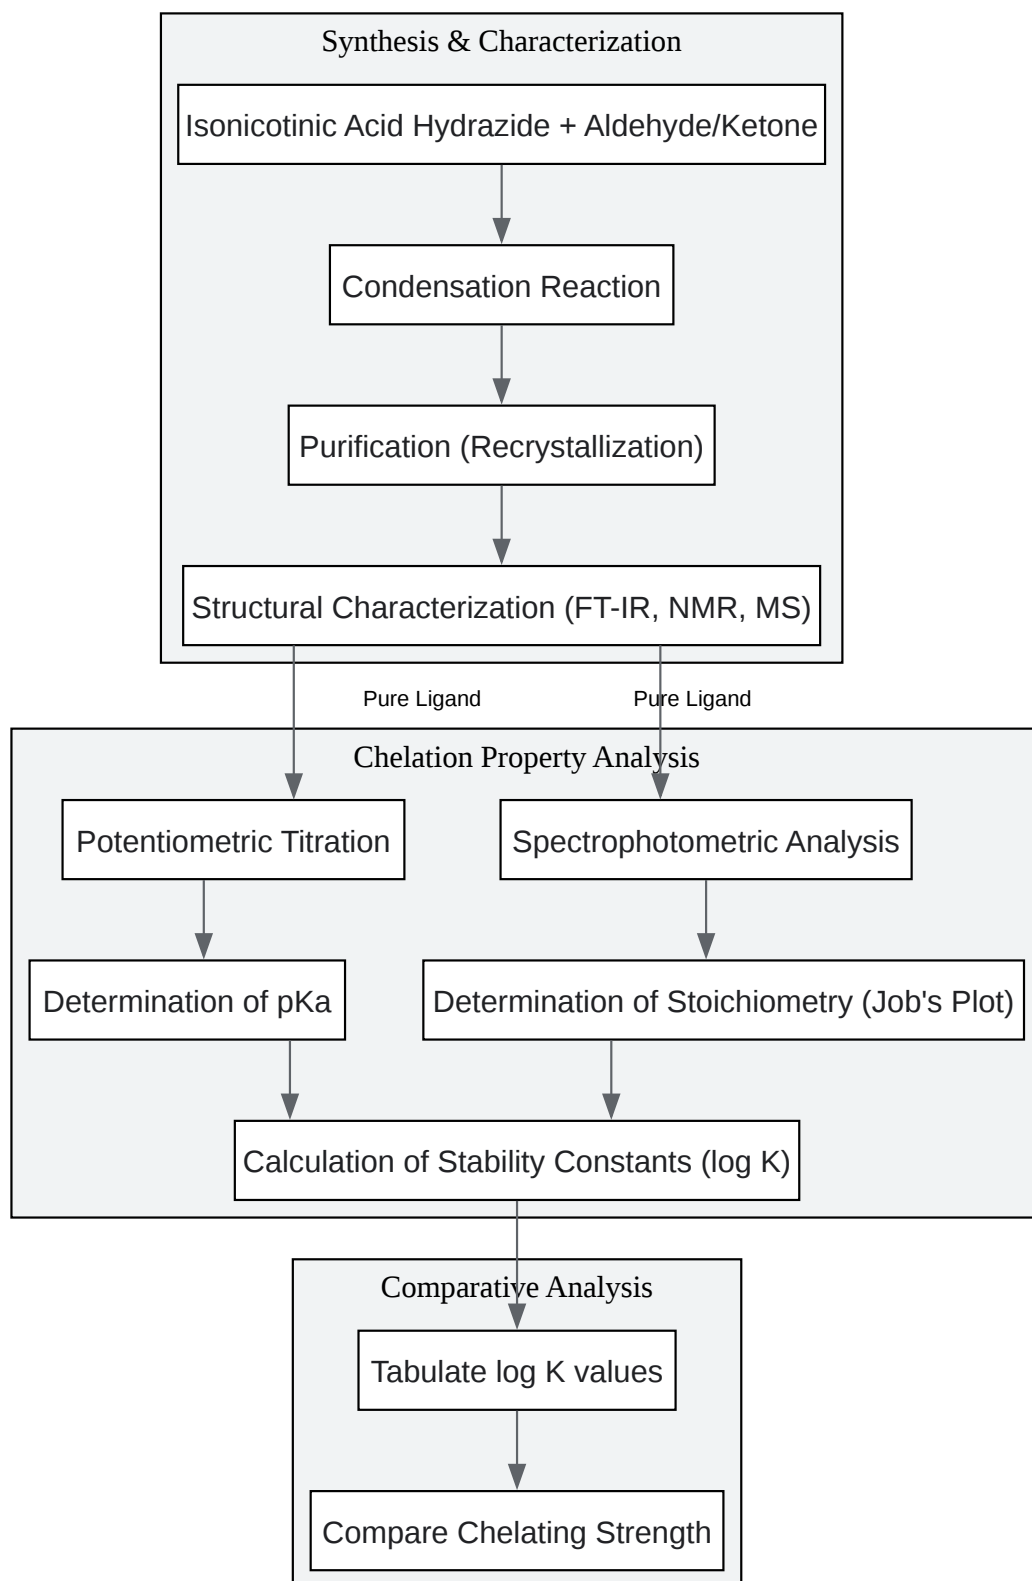 Synthesis & Characterization
Isonicotinic Acid Hydrazide + Aldehyde/Ketone
Condensation Reaction
Purification (Recrystallization)
Structural Characterization (FT-IR, NMR, MS)
Pure Ligand
Pure Ligand
Chelation Property Analysis
Potentiometric Titration
Spectrophotometric Analysis
Determination of pKa
Determination of Stoichiometry (Job's Plot)
Calculation of Stability Constants (log K)
Comparative Analysis
Tabulate log K values
Compare Chelating Strength